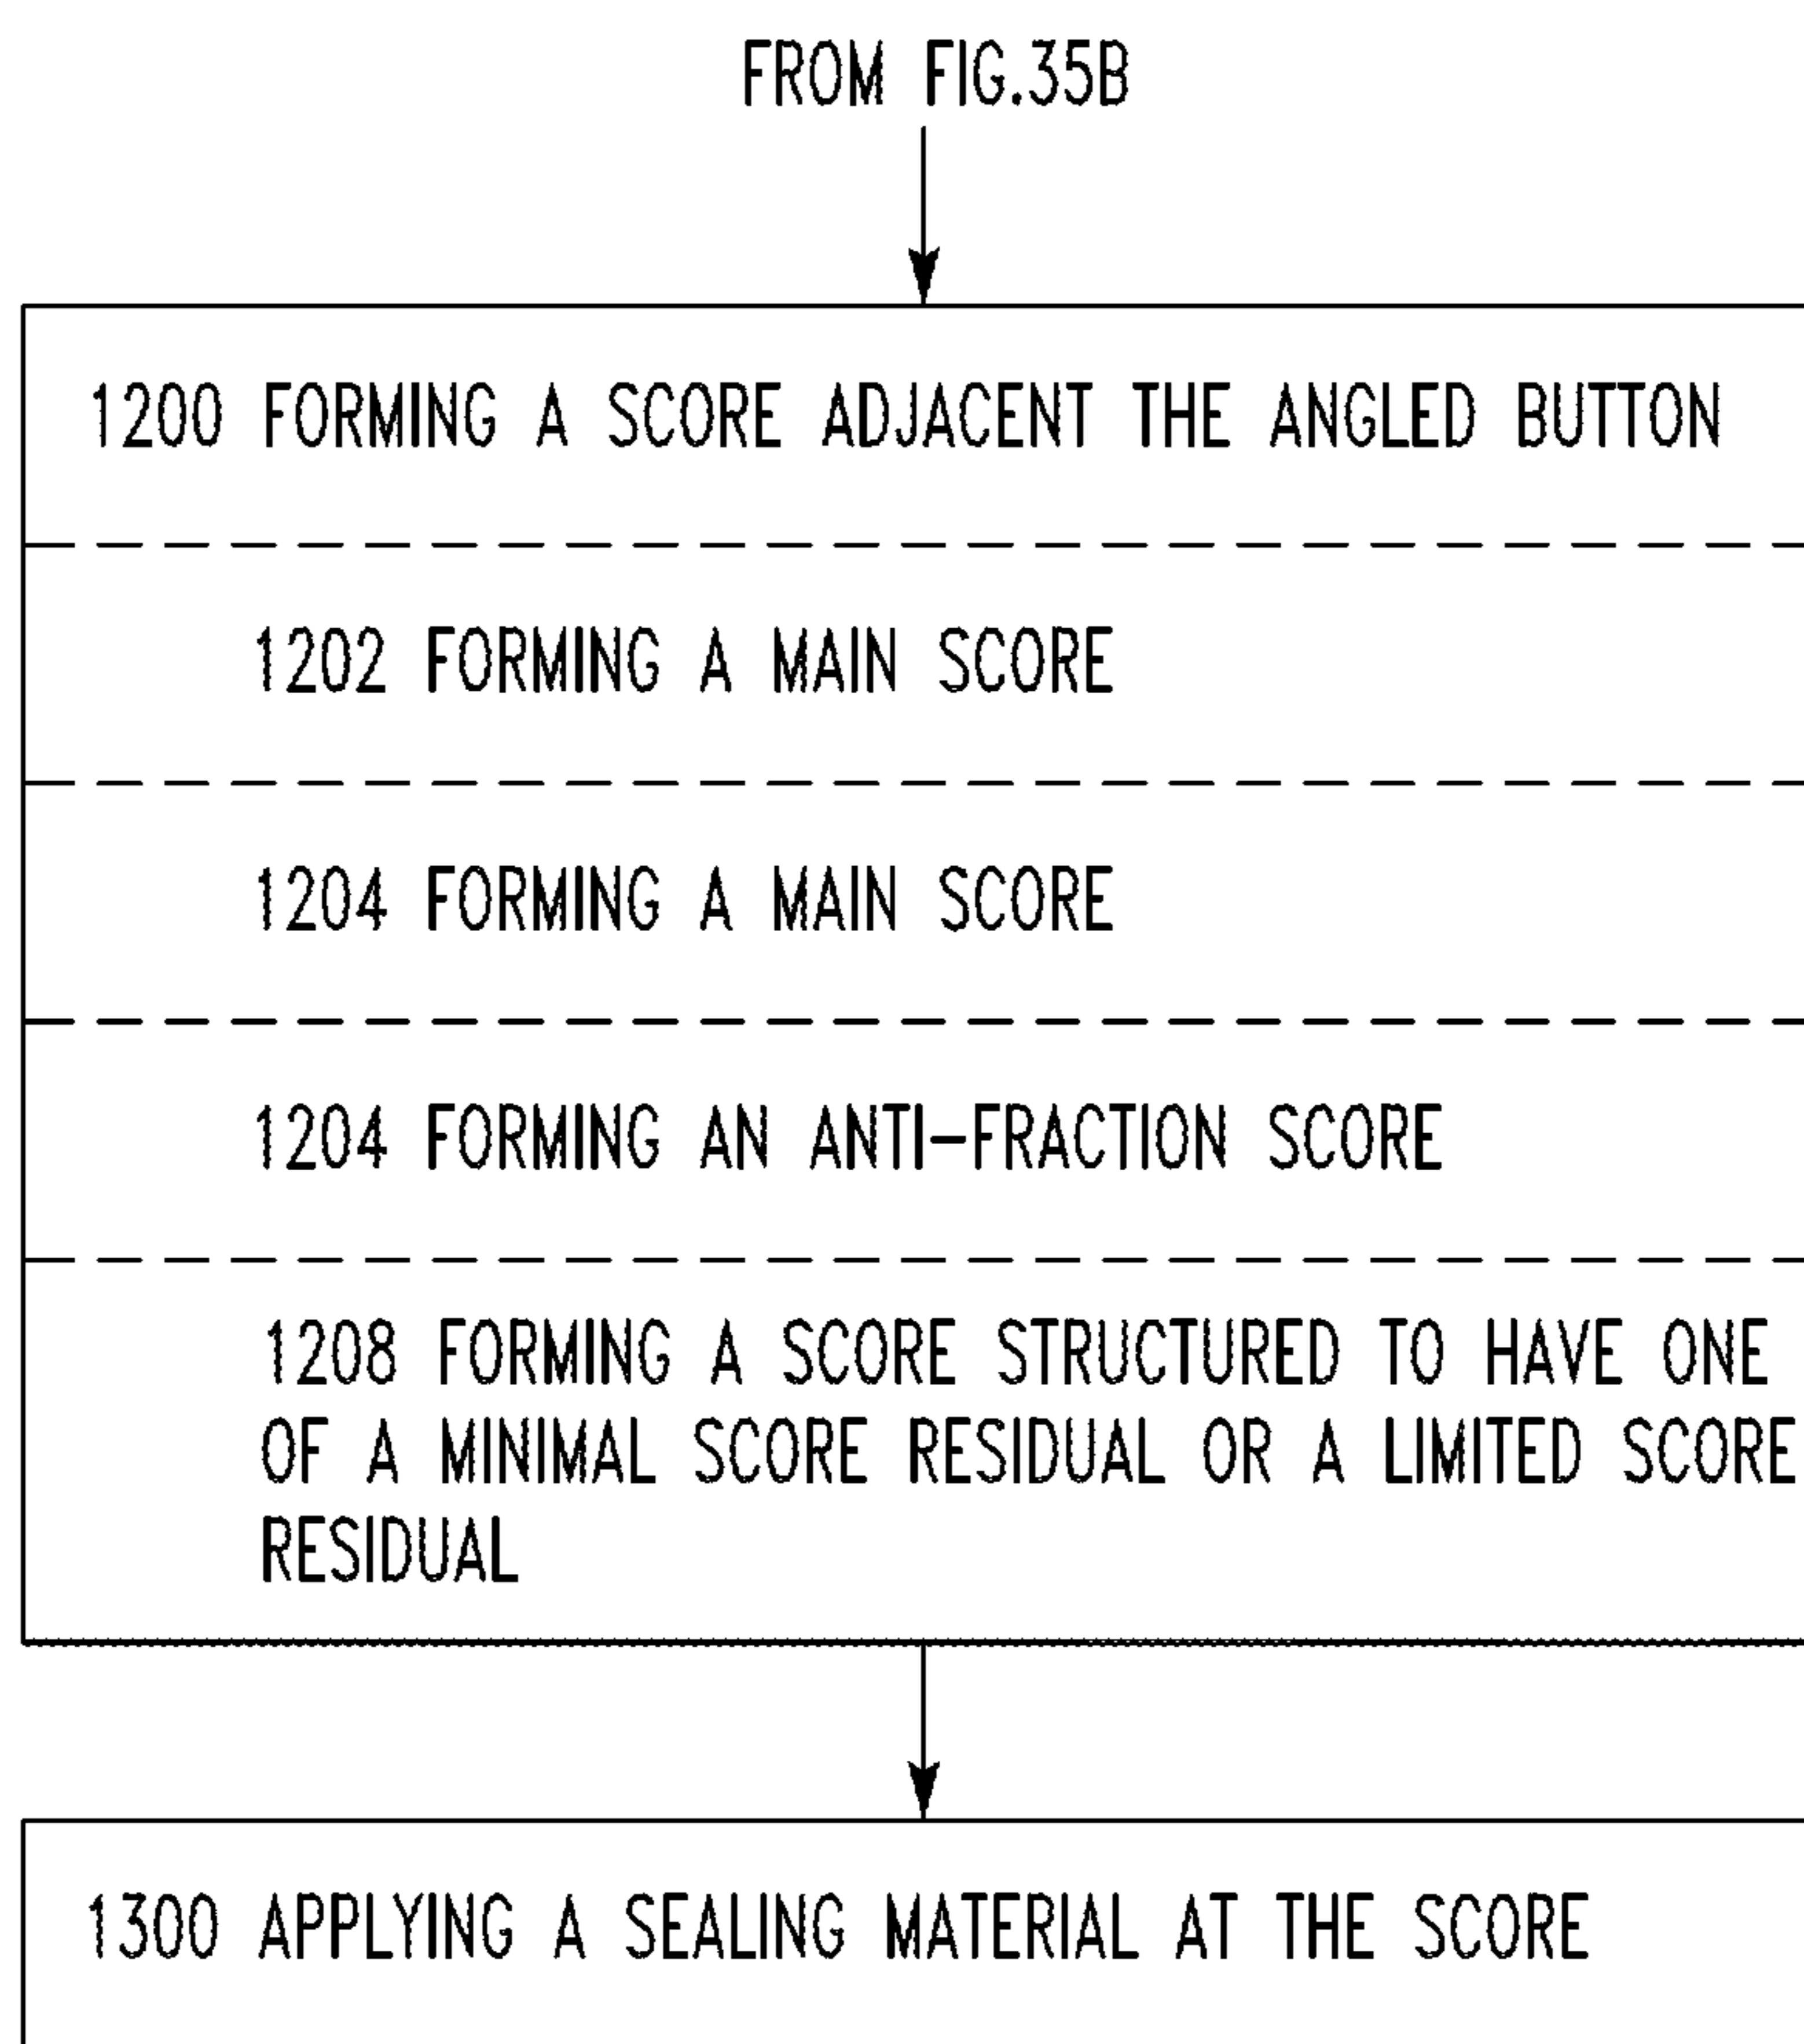 FROM FIG.35B
1200 FORMING A SCORE ADJACENT THE ANGLED BUTTON
1202 FORMING A MAIN SCORE
1204 FORMING A MAIN SCORE
1204 FORMING AN ANTI-FRACTION SCORE
1208 FORMING A SCORE STRUCTURED TO HAVE ONE
OF A MINIMAL SCORE RESIDUAL OR A LIMITED SCORE
RESIDUAL
1300 APPLYING A SEALING MATERIAL AT THE SCORE